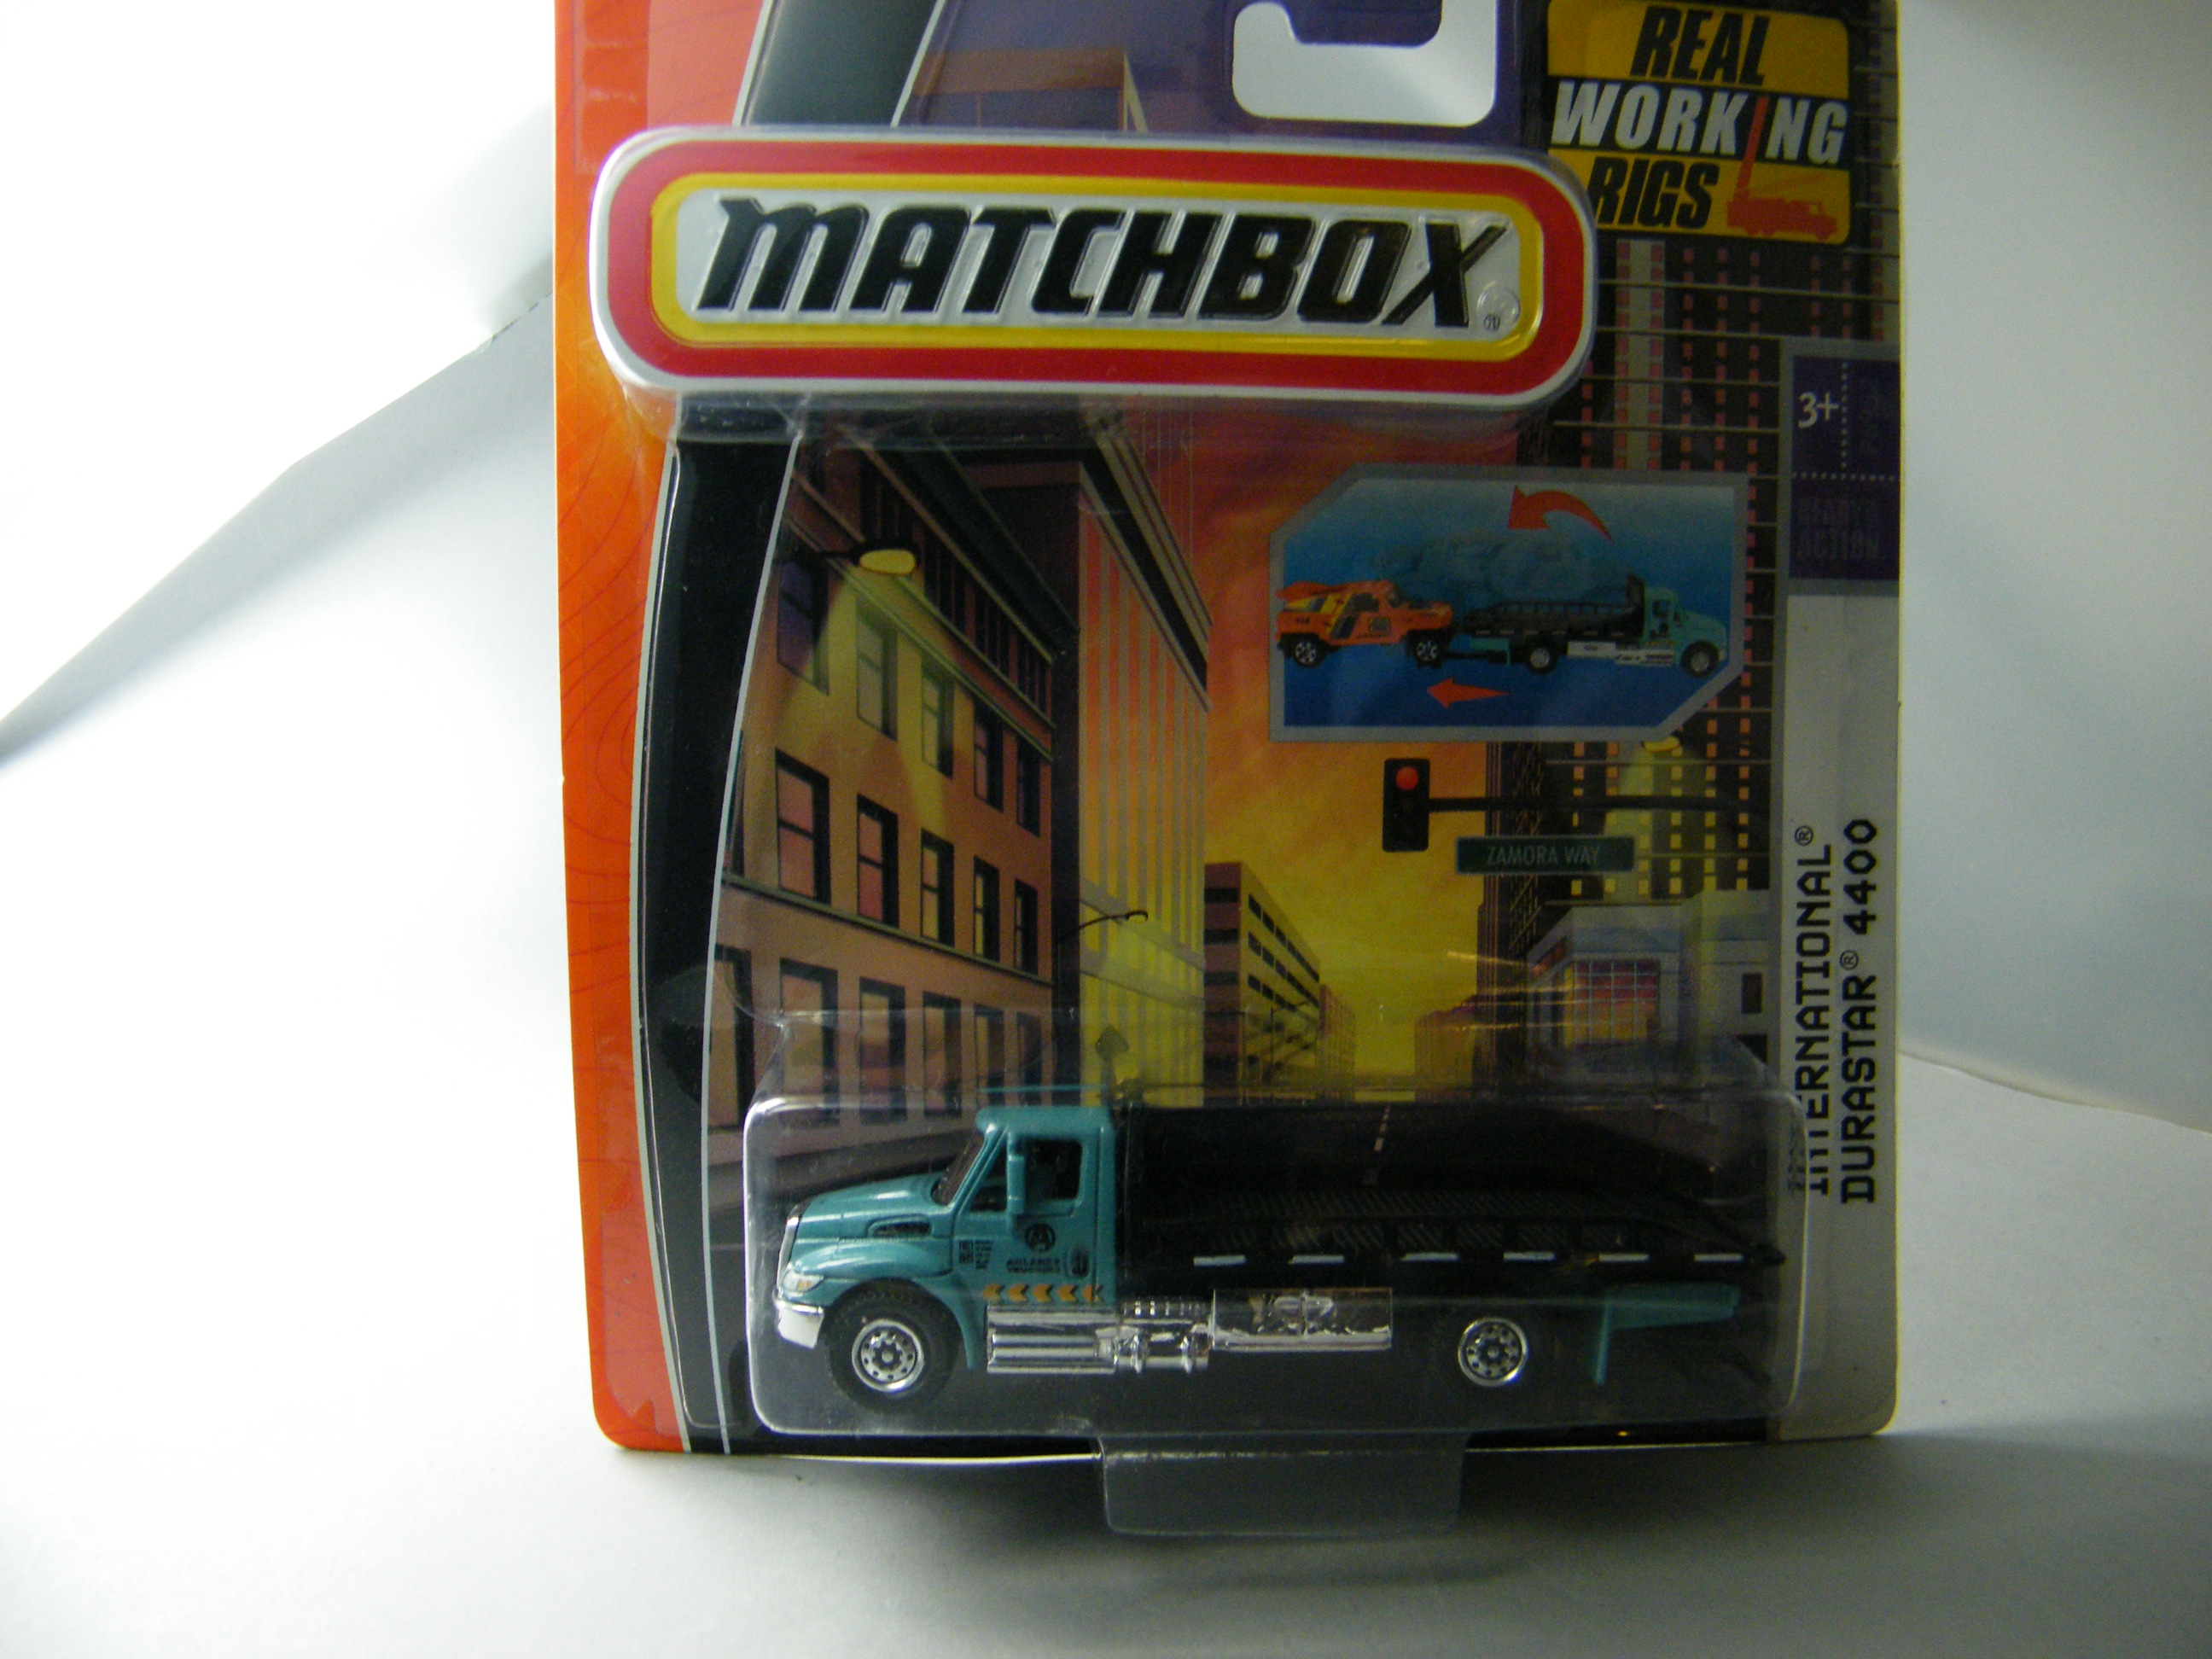 REAL
WORKING
RIGS
MATCHBOX®
3+
ZAMORA WAY
INTERNATIONAL®
DURASTAR® 4400